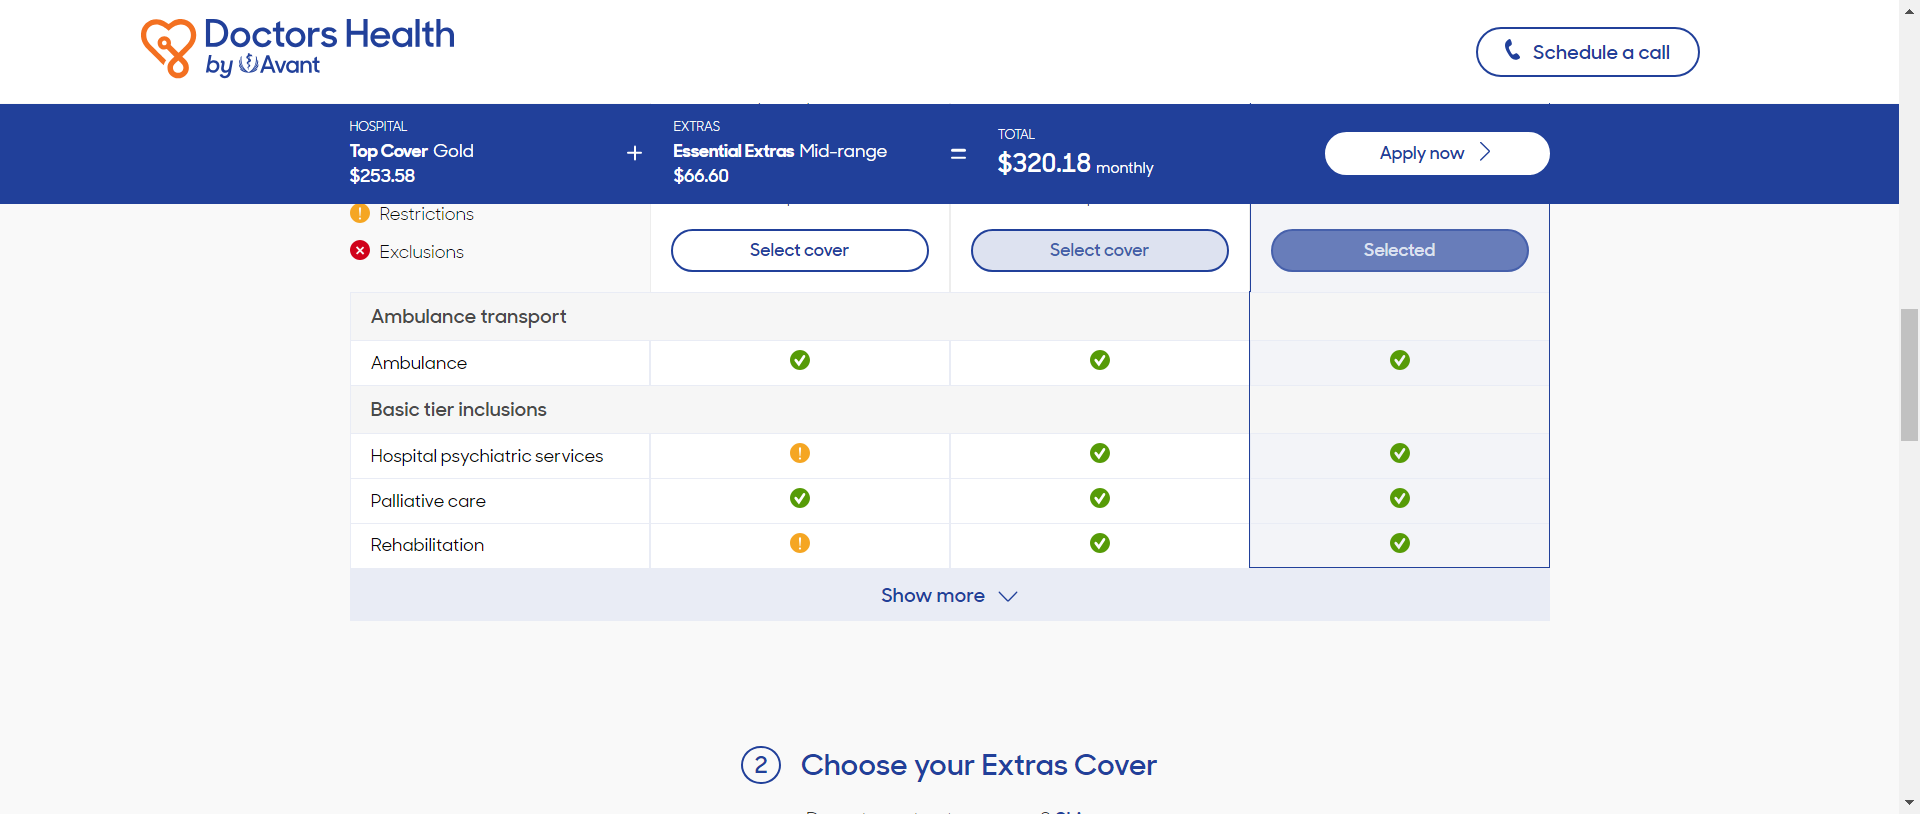 Doctors Health
by Avant
Schedule a call
HOSPITAL
Top Cover Gold
$253.58
+
EXTRAS
Essential Extras Mid-range
$66.60
=
TOTAL
$320.18 monthly
Apply now
Restrictions
Exclusions
Select cover
Select cover
Selected
Ambulance transport
Ambulance
Basic tier inclusions
Hospital psychiatric services
Palliative care
Rehabilitation
Show more
2 Choose your Extras Cover